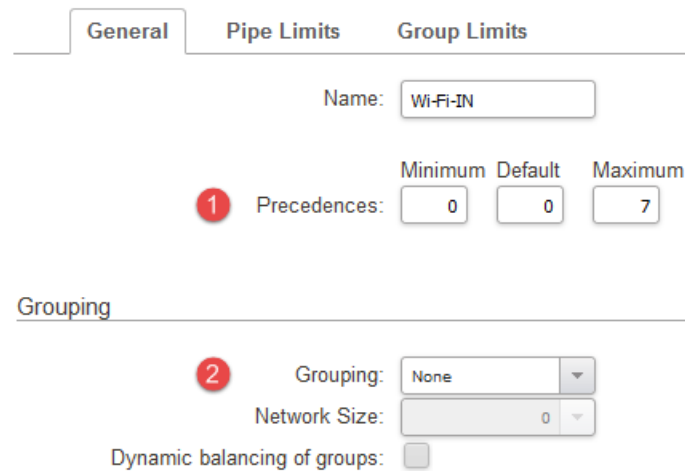 General Pipe Limits Group Limits
Name: Wi-Fi-IN
Minimum Default Maximum
1 Precedences: 0 0 7
Grouping
2 Grouping: None
Network Size: 0
Dynamic balancing of groups: